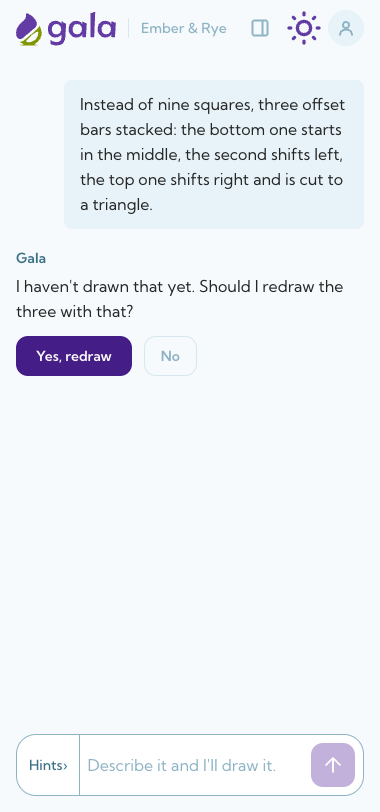 gala
Ember & Rye
Instead of nine squares, three offset
bars stacked: the bottom one starts
in the middle, the second shifts left,
the top one shifts right and is cut to
a triangle.
Gala
I haven't drawn that yet. Should I redraw the
three with that?
Yes, redraw
No
Hints›
Describe it and I'll draw it.